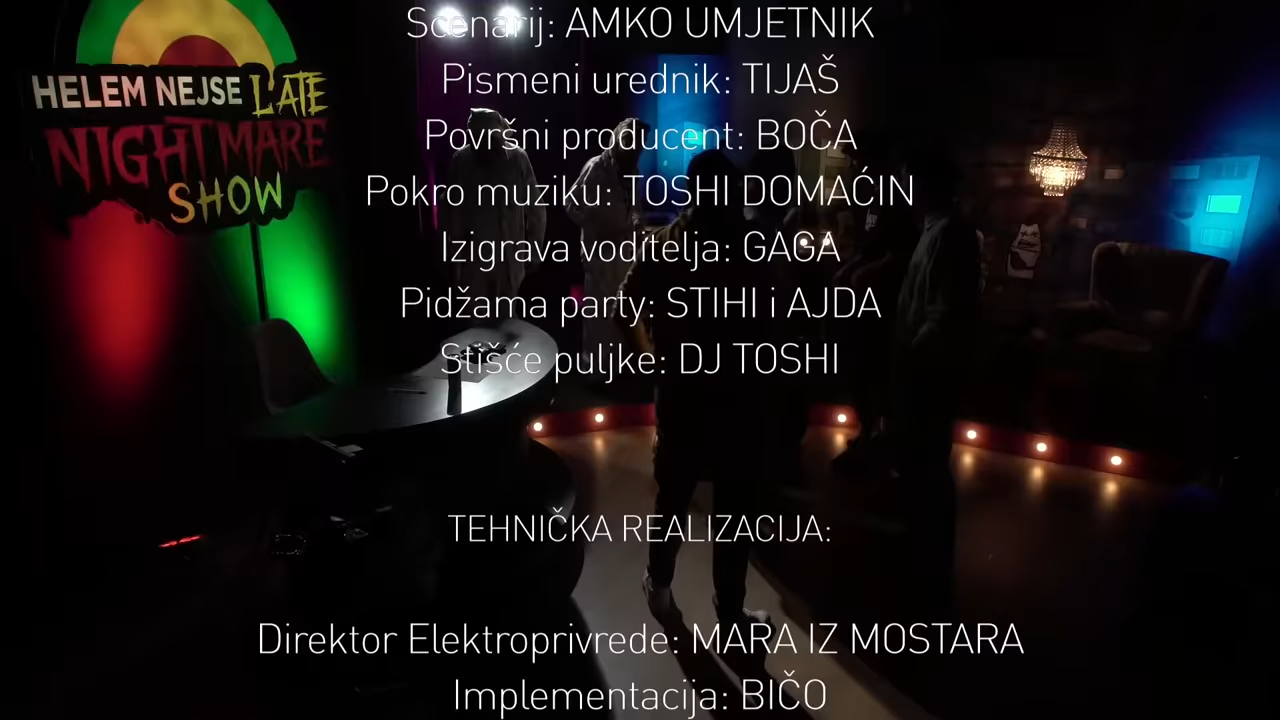 HELEM NEJSE LATE
NIGHTMARE
SHOW
Scenarij: AMKO UMJETNIK
Pismeni urednik: TIJAŠ
Površni producent: BOČA
Pokro muziku: TOSHI DOMAĆIN
Izigrava voditelja: GAGA
Pidžama party: STIHI i AJDA
Stišće puljke: DJ TOSHI
TEHNIČKA REALIZACIJA:
Direktor Elektroprivrede: MARA IZ MOSTARA
Implementacija: BIČO